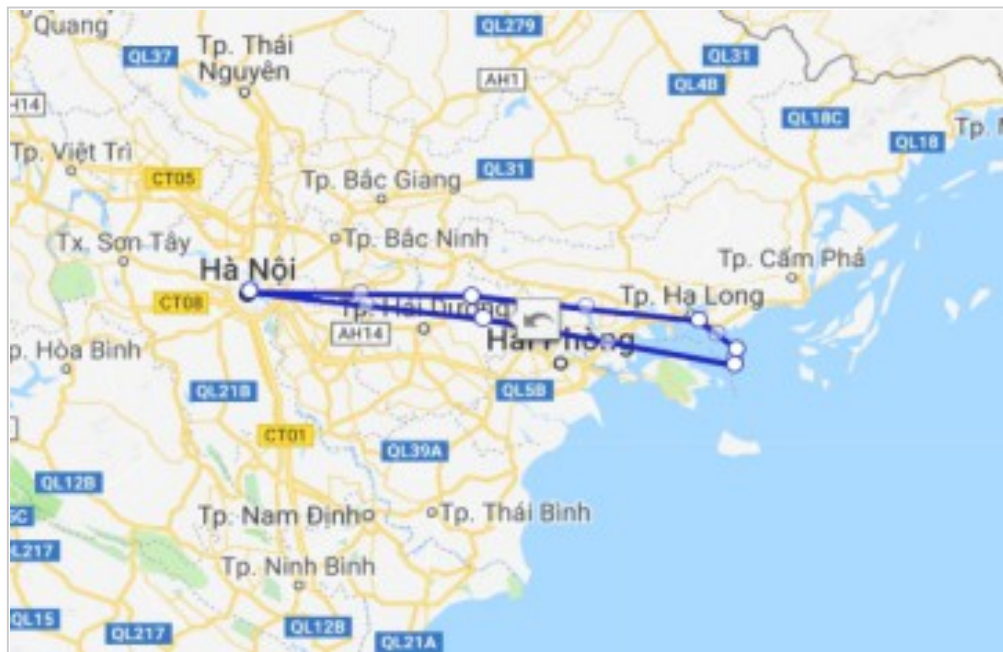 Quang
QL279
Tp. Thái
Nguyên
QL37
QL31
AH1
QL4B
H14
QL18C
QL18
Tp. Việt Trì
CT05
Tp. Bắc Giang
QL31
Tx. Sơn Tây
Tp. Bắc Ninh
Hà Nội
Tp. Cẩm Phả
CT08
Tp. Hải Dương
Tp. Hạ Long
AH14
Hải Phòng
p. Hòa Bình
QL21B
QL5B
CT01
QL39A
QL12B
Tp. Nam Định
Tp. Thái Bình
QL217
Tp. Ninh Bình
QL15
QL217
QL12B
QL21A